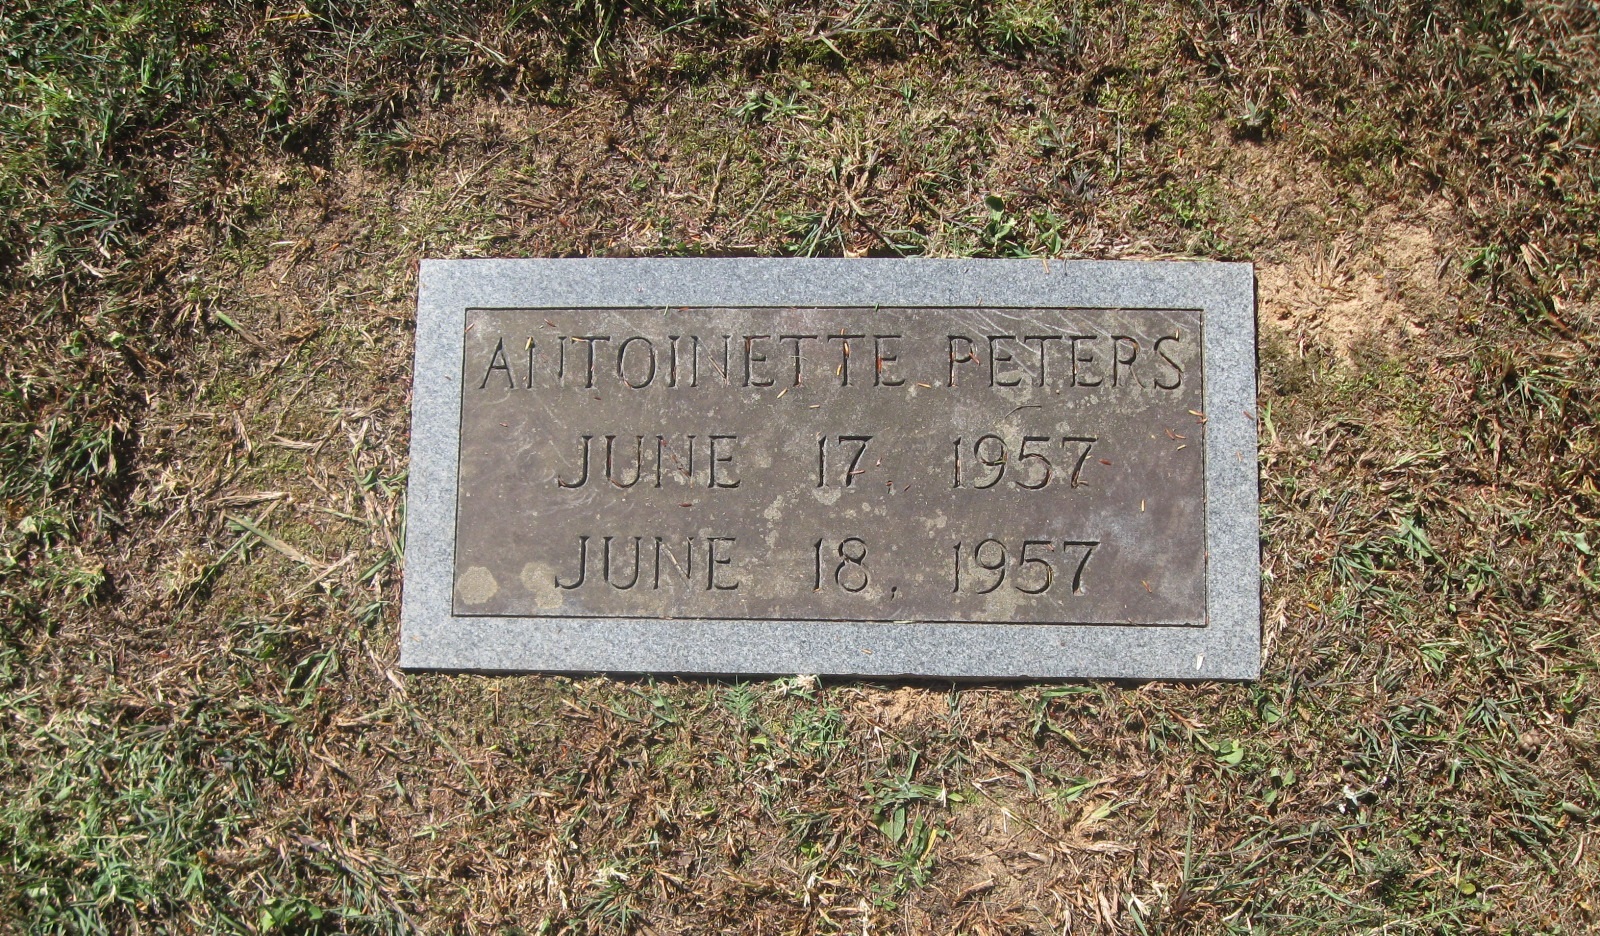 ANTOINETTE PETERS
JUNE 17, 1957
JUNE 18, 1957